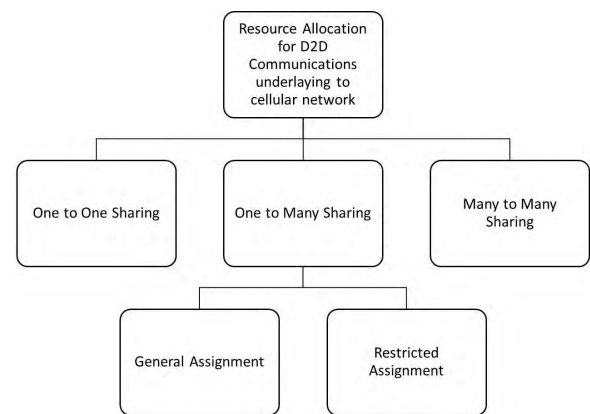 Resource Allocation
for D2D
Communications
underlaying to
cellular network
One to One Sharing
One to Many Sharing
Many to Many
Sharing
General Assignment
Restricted
Assignment